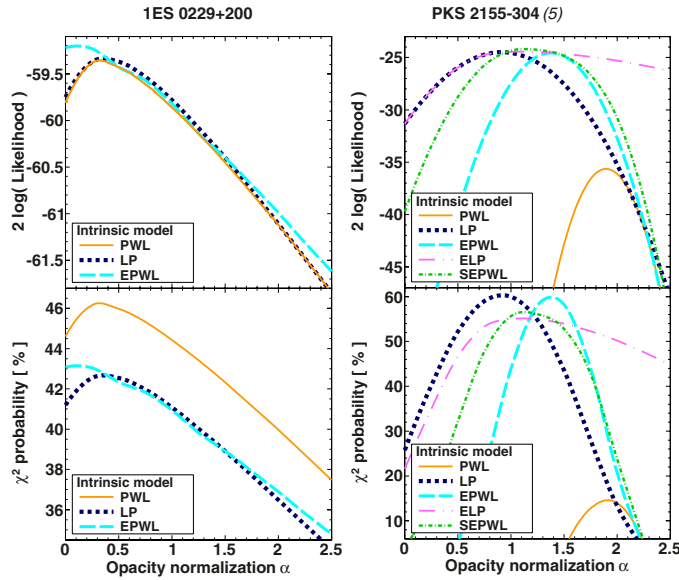 1ES 0229+200
PKS 2155-304 (5)
2 log( Likelihood )
-59.5
-60
-60.5
-61
-61.5
Intrinsic model
PWL
LP
EPWL
2 log( Likelihood )
-25
-30
-35
-40
-45
Intrinsic model
PWL
LP
EPWL
ELP
SEPWL
χ² probability [ % ]
46
44
42
40
38
36
Intrinsic model
PWL
LP
EPWL
0 0.5 1 1.5 2 2.5
Opacity normalization α
χ² probability [ % ]
60
50
40
30
20
10
Intrinsic model
PWL
LP
EPWL
ELP
SEPWL
0 0.5 1 1.5 2 2.5
Opacity normalization α